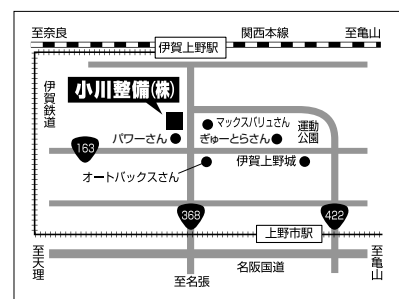 至奈良
伊賀上野駅
関西本線
至亀山
伊賀鉄道
小川整備(株)
マックスバリュさん
パワーさん
ぎゅーとらさん
運動
公園
163
伊賀上野城
オートバックスさん
368
422
上野市駅
至天理
至名張
名阪国道
至亀山